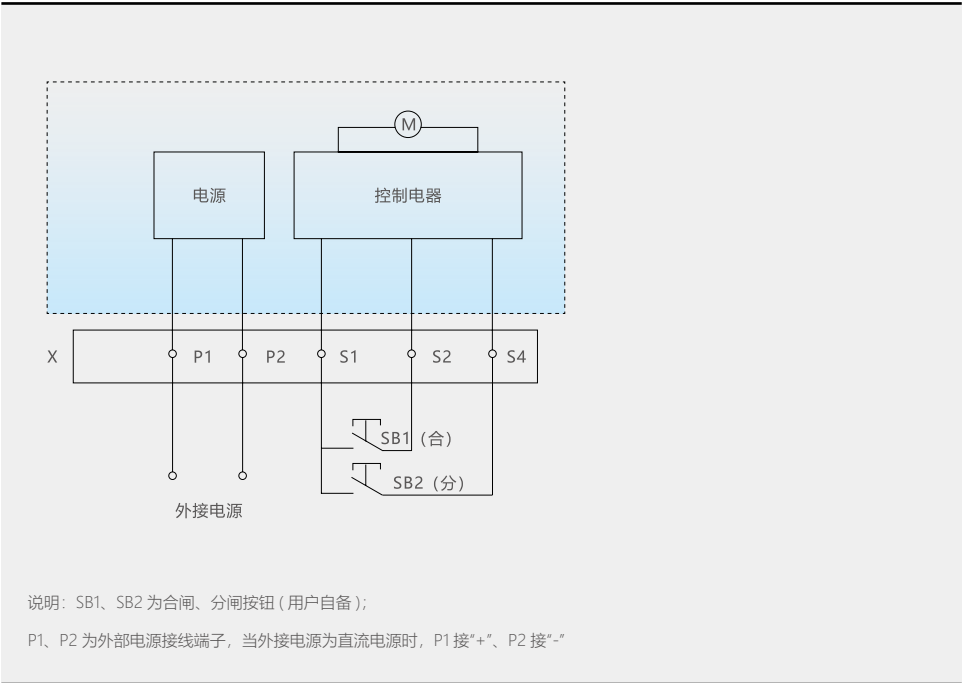 M
电源 控制电器
X P1 P2 S1 S2 S4
SB1（合）
SB2（分）
外接电源
说明：SB1、SB2 为合闸、分闸按钮 ( 用户自备 )；
P1、P2 为外部电源接线端子，当外接电源为直流电源时，P1 接“+”、P2 接“-”